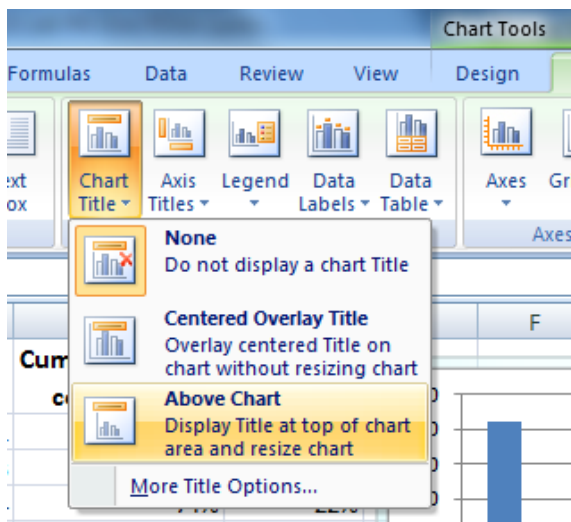 Chart Tools
Formulas Data Review View Design
Chart Axis Legend Data Data Axes
Title Titles Labels Table
Axes
None
Do not display a chart Title
F
Centered Overlay Title
Overlay centered Title on
chart without resizing chart
Cum
Above Chart
Display Title at top of chart
area and resize chart
More Title Options...